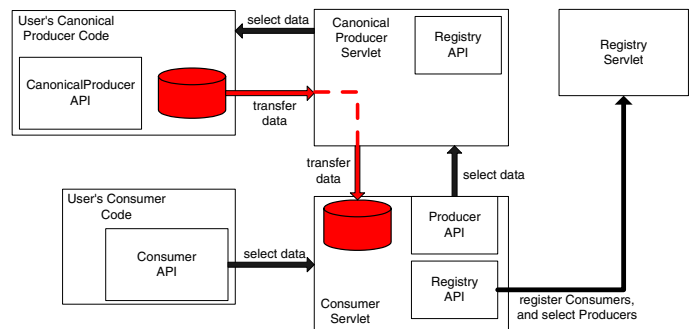 User's Canonical
Producer Code
CanonicalProducer
API
select data
transfer
data
Canonical
Producer
Servlet
Registry
API
Registry
Servlet
transfer
data
select data
User's Consumer
Code
Consumer
API
select data
Producer
API
Registry
API
Consumer
Servlet
register Consumers,
and select Producers